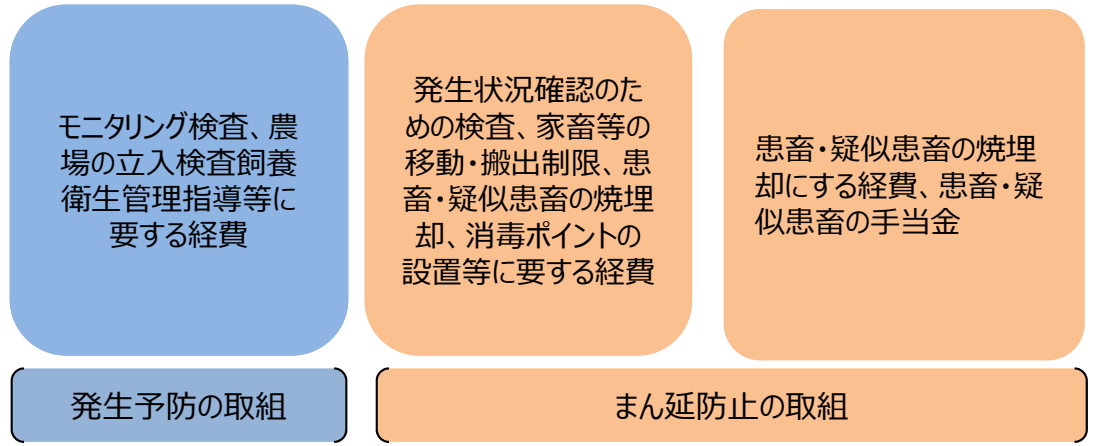 モニタリング検査、農
場の立入検査飼養
衛生管理指導等に
要する経費
発生状況確認のた
めの検査、家畜等の
移動・搬出制限、患
畜・疑似患畜の焼埋
却、消毒ポイントの
設置等に要する経費
患畜・疑似患畜の焼埋
却にする経費、患畜・疑
似患畜の手当金
発生予防の取組
まん延防止の取組